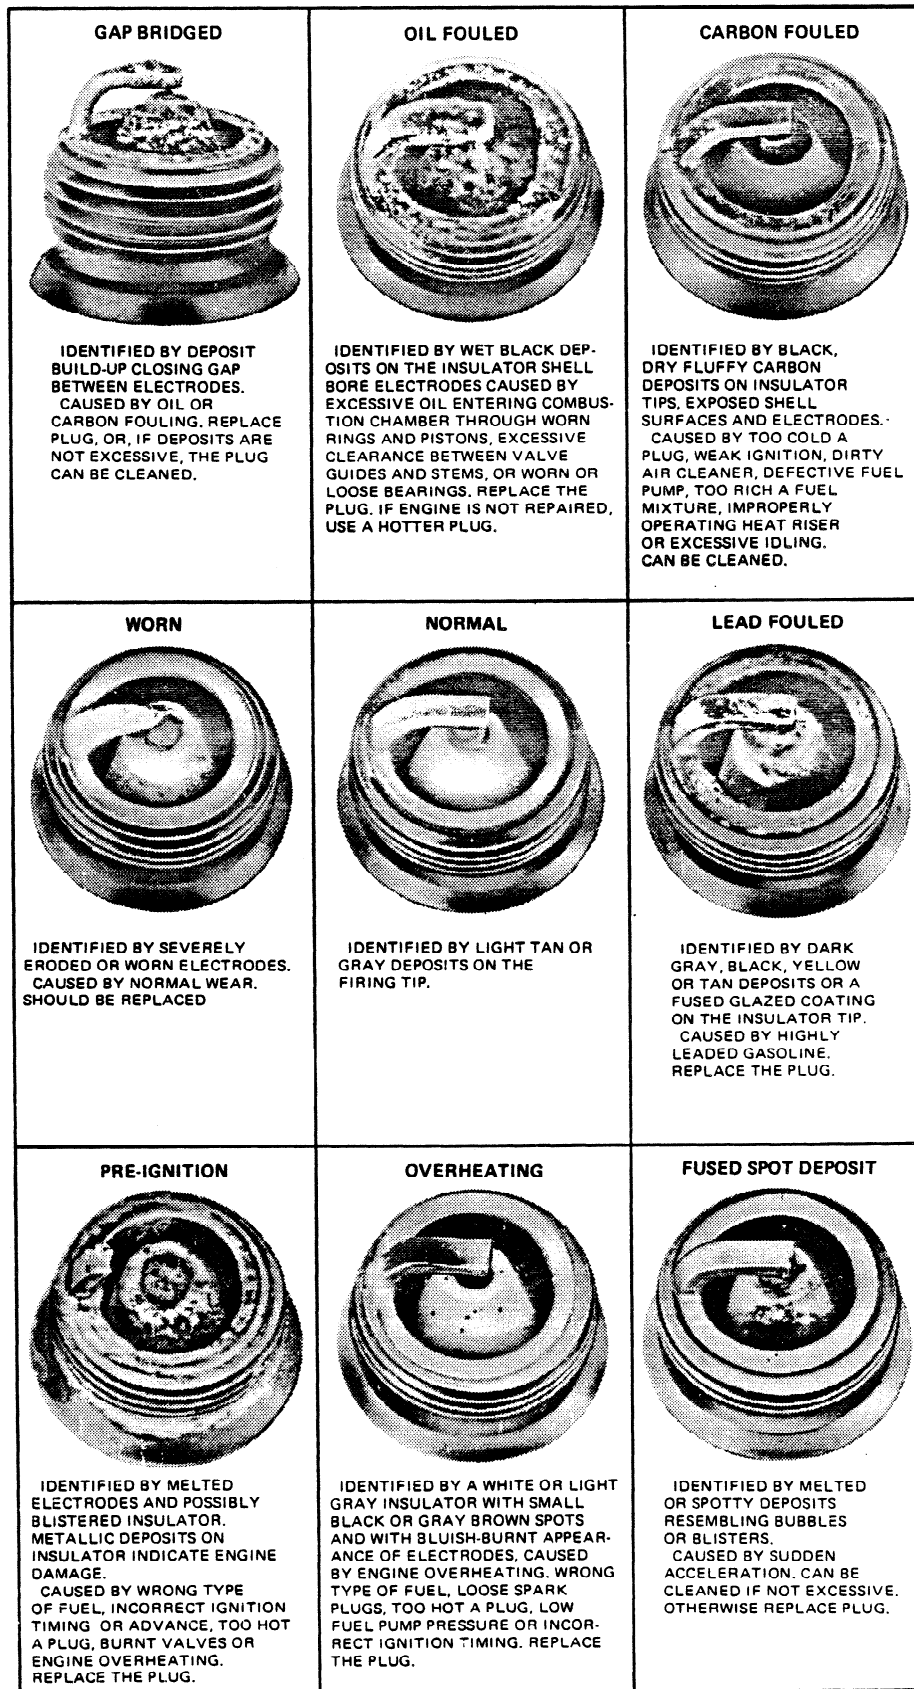 GAP BRIDGED
IDENTIFIED BY DEPOSIT
BUILD-UP CLOSING GAP
BETWEEN ELECTRODES.
CAUSED BY OIL OR
CARBON FOULING. REPLACE
PLUG, OR, IF DEPOSITS ARE
NOT EXCESSIVE, THE PLUG
CAN BE CLEANED.
OIL FOULED
IDENTIFIED BY WET BLACK DEP-
OSITS ON THE INSULATOR SHELL
BORE ELECTRODES CAUSED BY
EXCESSIVE OIL ENTERING COMBUS-
TION CHAMBER THROUGH WORN
RINGS AND PISTONS, EXCESSIVE
CLEARANCE BETWEEN VALVE
GUIDES AND STEMS, OR WORN OR
LOOSE BEARINGS. REPLACE THE
PLUG. IF ENGINE IS NOT REPAIRED,
USE A HOTTER PLUG.
CARBON FOULED
IDENTIFIED BY BLACK,
DRY FLUFFY CARBON
DEPOSITS ON INSULATOR
TIPS, EXPOSED SHELL
SURFACES AND ELECTRODES.
CAUSED BY TOO COLD A
PLUG, WEAK IGNITION, DIRTY
AIR CLEANER, DEFECTIVE FUEL
PUMP, TOO RICH A FUEL
MIXTURE, IMPROPERLY
OPERATING HEAT RISER
OR EXCESSIVE IDLING.
CAN BE CLEANED.
WORN
IDENTIFIED BY SEVERELY
ERODED OR WORN ELECTRODES.
CAUSED BY NORMAL WEAR.
SHOULD BE REPLACED
NORMAL
IDENTIFIED BY LIGHT TAN OR
GRAY DEPOSITS ON THE
FIRING TIP.
LEAD FOULED
IDENTIFIED BY DARK
GRAY, BLACK, YELLOW
OR TAN DEPOSITS OR A
FUSED GLAZED COATING
ON THE INSULATOR TIP.
CAUSED BY HIGHLY
LEADED GASOLINE.
REPLACE THE PLUG.
PRE-IGNITION
IDENTIFIED BY MELTED
ELECTRODES AND POSSIBLY
BLISTERED INSULATOR.
METALLIC DEPOSITS ON
INSULATOR INDICATE ENGINE
DAMAGE.
CAUSED BY WRONG TYPE
OF FUEL, INCORRECT IGNITION
TIMING OR ADVANCE, TOO HOT
A PLUG, BURNT VALVES OR
ENGINE OVERHEATING.
REPLACE THE PLUG.
OVERHEATING
IDENTIFIED BY A WHITE OR LIGHT
GRAY INSULATOR WITH SMALL
BLACK OR GRAY BROWN SPOTS
AND WITH BLUISH-BURNT APPEAR-
ANCE OF ELECTRODES, CAUSED
BY ENGINE OVERHEATING. WRONG
TYPE OF FUEL, LOOSE SPARK
PLUGS, TOO HOT A PLUG, LOW
FUEL PUMP PRESSURE OR INCOR-
RECT IGNITION TIMING. REPLACE
THE PLUG.
FUSED SPOT DEPOSIT
IDENTIFIED BY MELTED
OR SPOTTY DEPOSITS
RESEMBLING BUBBLES
OR BLISTERS.
CAUSED BY SUDDEN
ACCELERATION. CAN BE
CLEANED IF NOT EXCESSIVE.
OTHERWISE REPLACE PLUG.